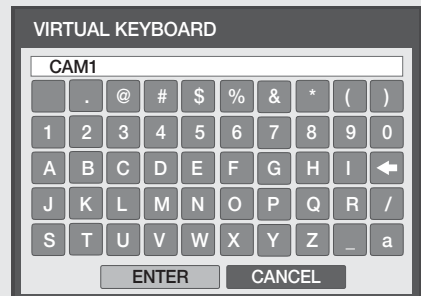 VIRTUAL KEYBOARD
CAM1
. @ # $ % & * ( )
1 2 3 4 5 6 7 8 9 0
A B C D E F G H I
J K L M N O P Q R /
S T U V W X Y Z _ a
ENTER CANCEL